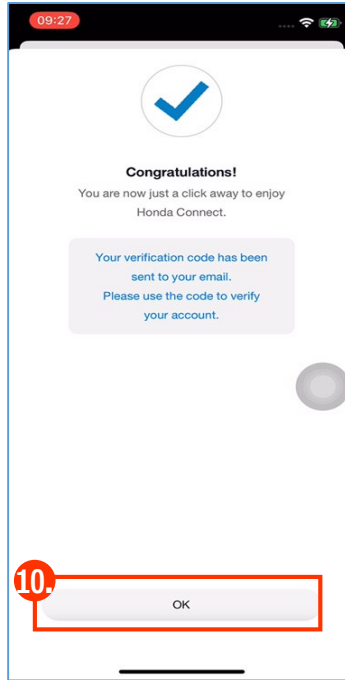 09:27
Congratulations!
You are now just a click away to enjoy
Honda Connect.
Your verification code has been
sent to your email.
Please use the code to verify
your account.
10.
OK